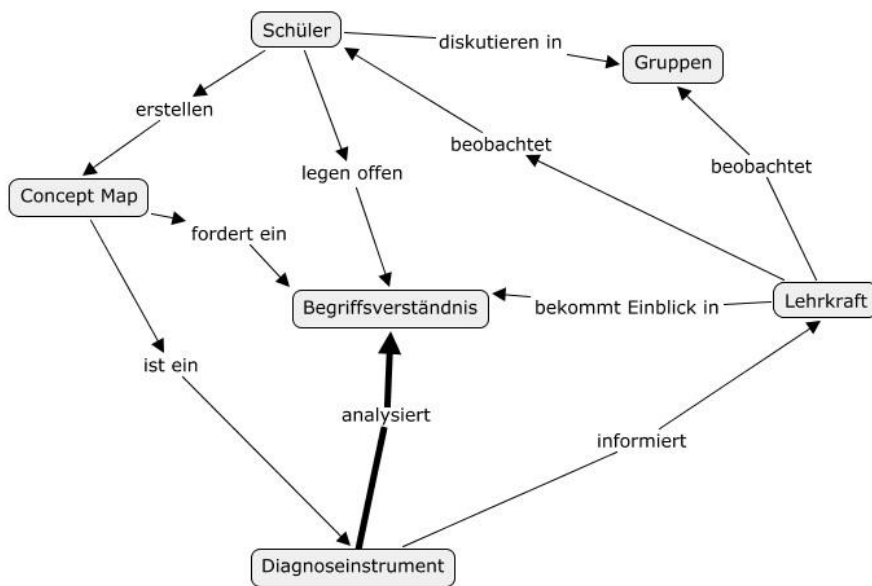 Schüler
diskutieren in
Gruppen
erstellen
beobachtet
beobachtet
legen offen
Concept Map
fordert ein
Begriffsverständnis
bekommt Einblick in
Lehrkraft
ist ein
analysiert
informiert
Diagnoseinstrument